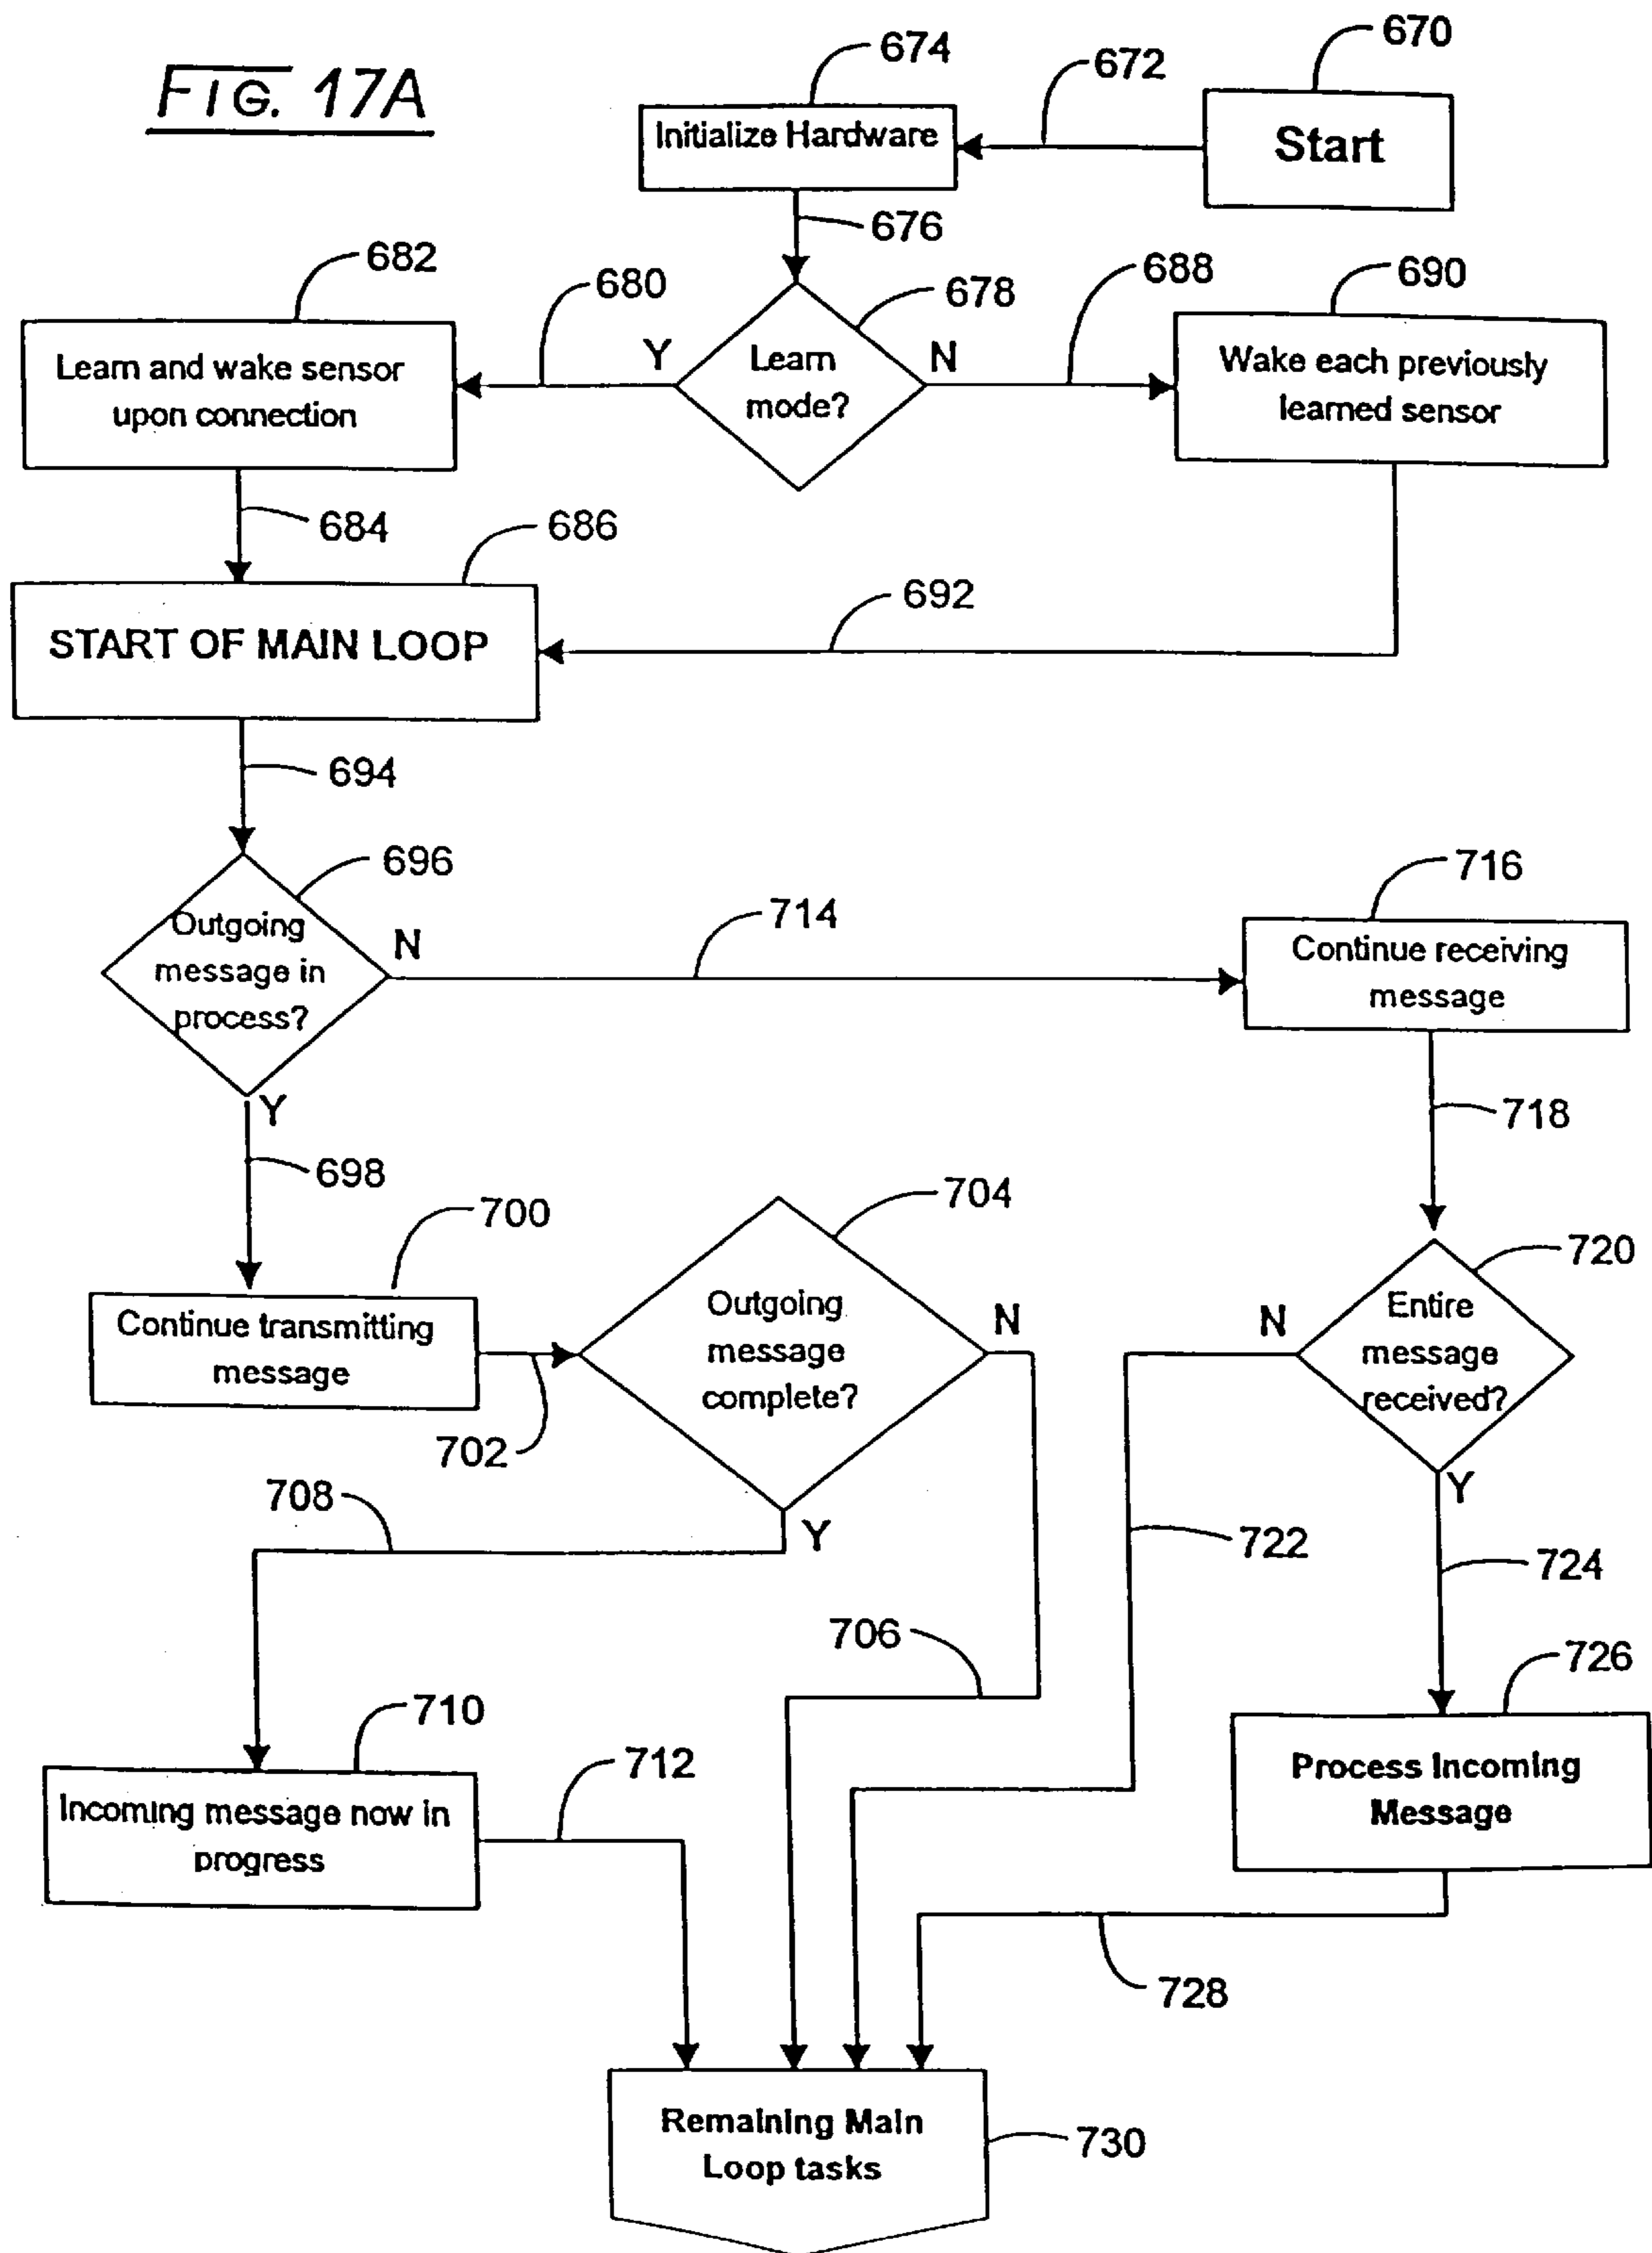 FIG. 17A
674
672
670
Initialize Hardware
Start
676
682
680
678
688
690
Learn and wake sensor
upon connection
Y
Learn
mode?
N
Wake each previously
learned sensor
684
686
692
START OF MAIN LOOP
694
696
Outgoing
message in
process?
N
714
716
Continue receiving
message
Y
718
698
700
704
720
Continue transmitting
message
Outgoing
message
complete?
N
N
Entire
message
received?
702
708
Y
Y
722
724
706
726
710
712
Incoming message now in
progress
Process Incoming
Message
728
Remaining Main
Loop tasks
730